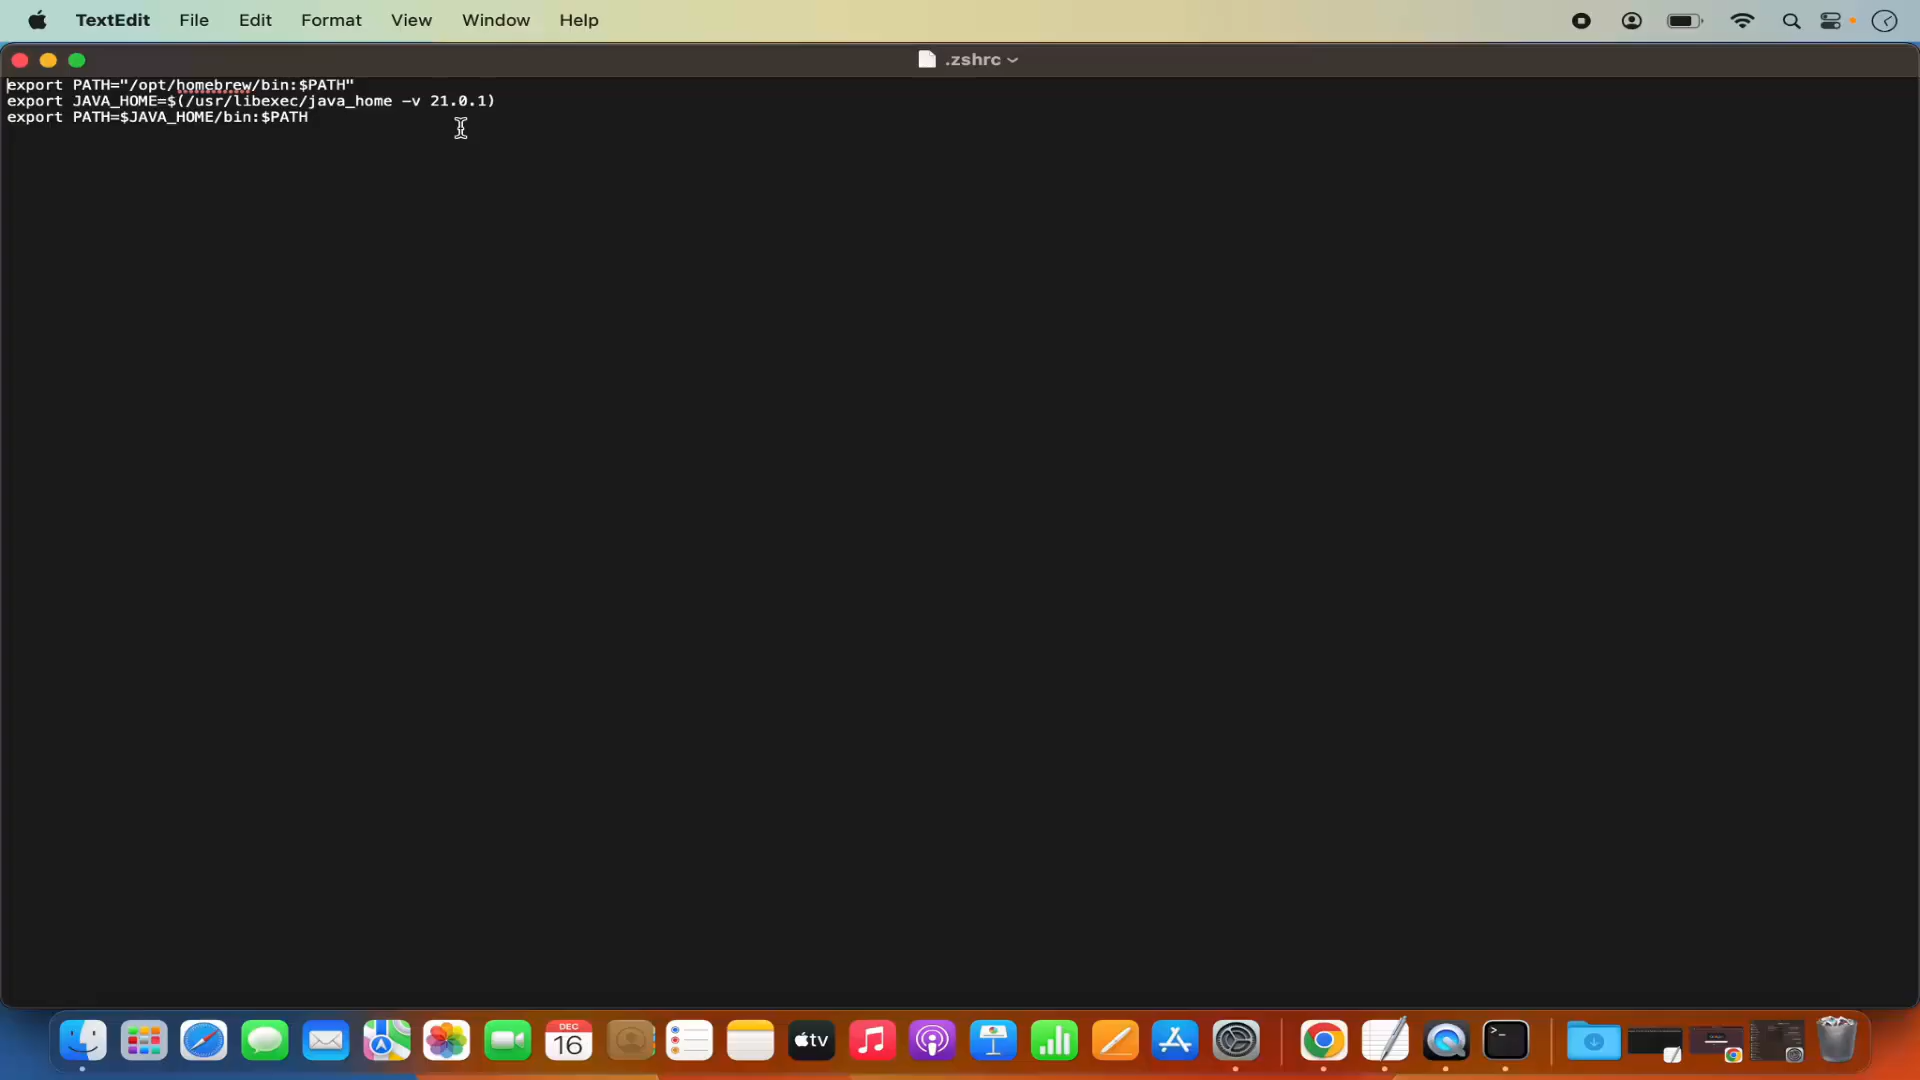 TextEdit File Edit Format View Window Help
.zshrc
export PATH="/opt/homebrew/bin:$PATH"
export JAVA_HOME=$(/usr/libexec/java_home -v 21.0.1)
export PATH=$JAVA_HOME/bin:$PATH
DEC
16
tv
>_